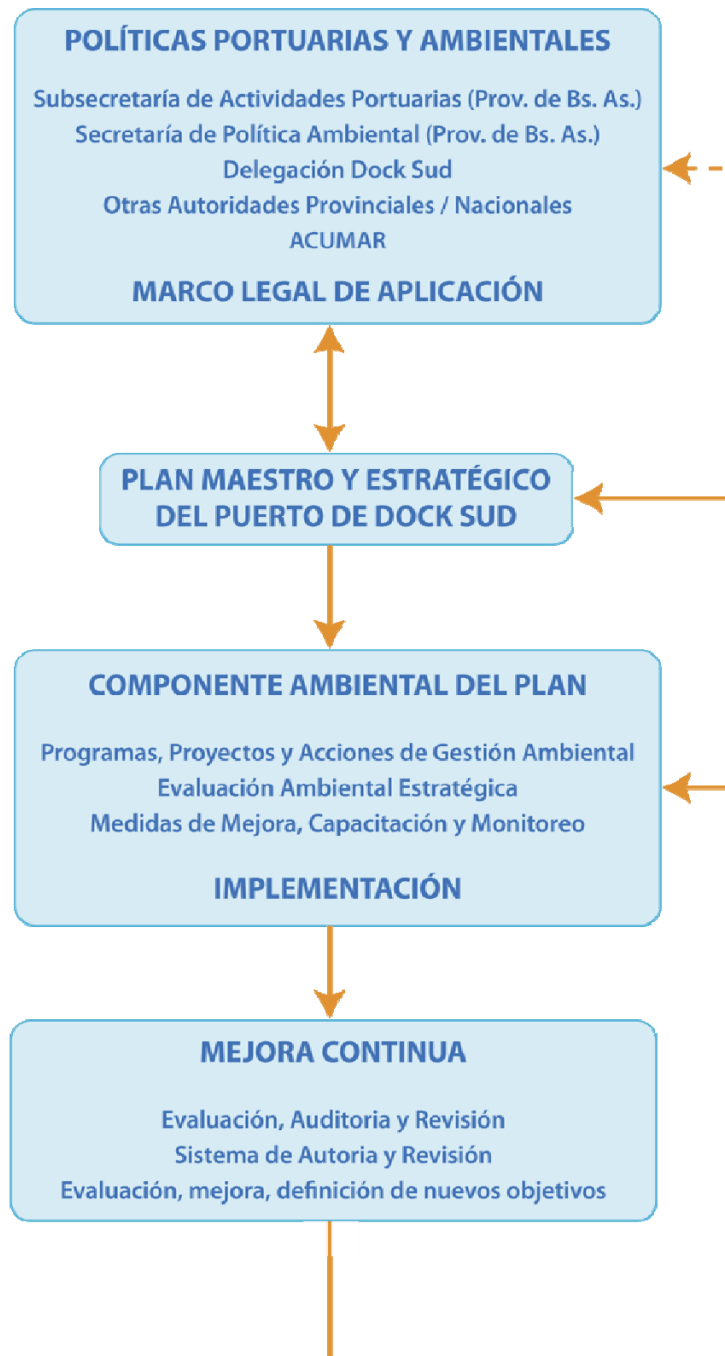 POLÍTICAS PORTUARIAS Y AMBIENTALES
Subsecretaría de Actividades Portuarias (Prov. de Bs. As.)
Secretaría de Política Ambiental (Prov. de Bs. As.)
Delegación Dock Sud
Otras Autoridades Provinciales / Nacionales
ACUMAR
MARCO LEGAL DE APLICACIÓN
PLAN MAESTRO Y ESTRATÉGICO
DEL PUERTO DE DOCK SUD
COMPONENTE AMBIENTAL DEL PLAN
Programas, Proyectos y Acciones de Gestión Ambiental
Evaluación Ambiental Estratégica
Medidas de Mejora, Capacitación y Monitoreo
IMPLEMENTACIÓN
MEJORA CONTINUA
Evaluación, Auditoria y Revisión
Sistema de Autoria y Revisión
Evaluación, mejora, definición de nuevos objetivos